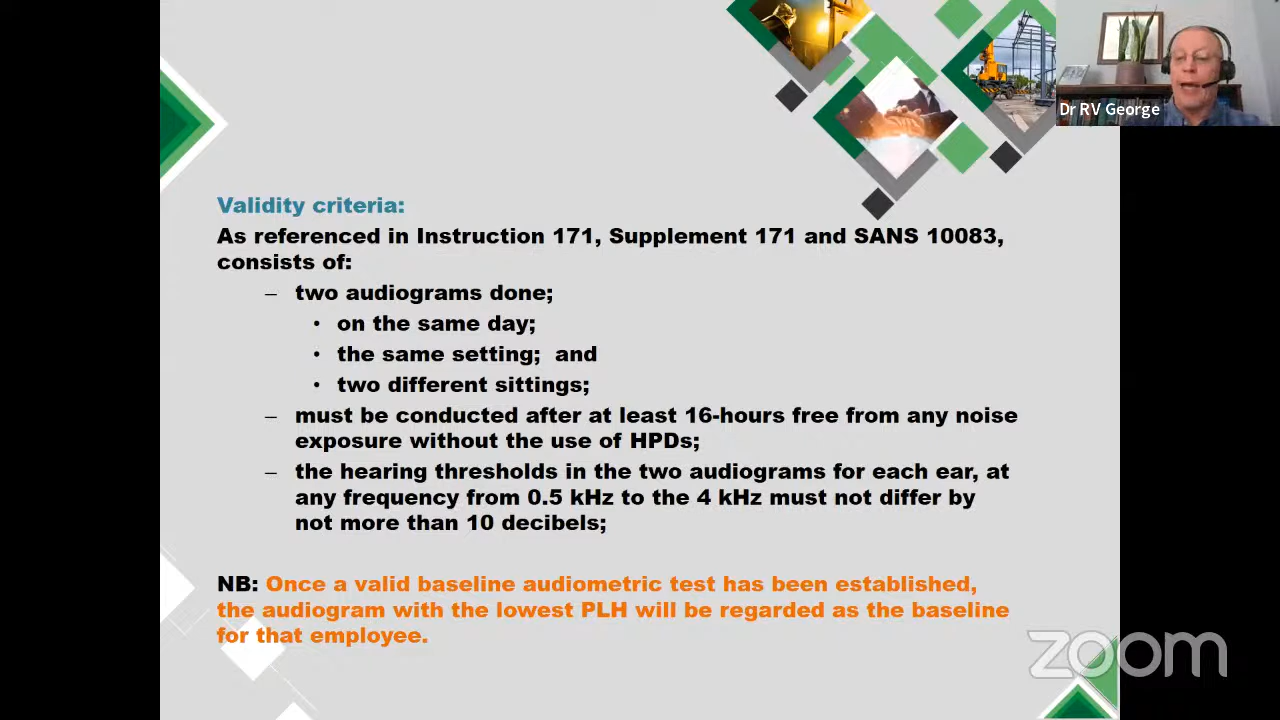 Dr RV George
Validity criteria:
As referenced in Instruction 171, Supplement 171 and SANS 10083,
consists of:
– two audiograms done;
• on the same day;
• the same setting;  and
• two different sittings;
– must be conducted after at least 16-hours free from any noise
exposure without the use of HPDs;
– the hearing thresholds in the two audiograms for each ear, at
any frequency from 0.5 kHz to the 4 kHz must not differ by
not more than 10 decibels;
NB: Once a valid baseline audiometric test has been established,
the audiogram with the lowest PLH will be regarded as the baseline
for that employee.
zoom